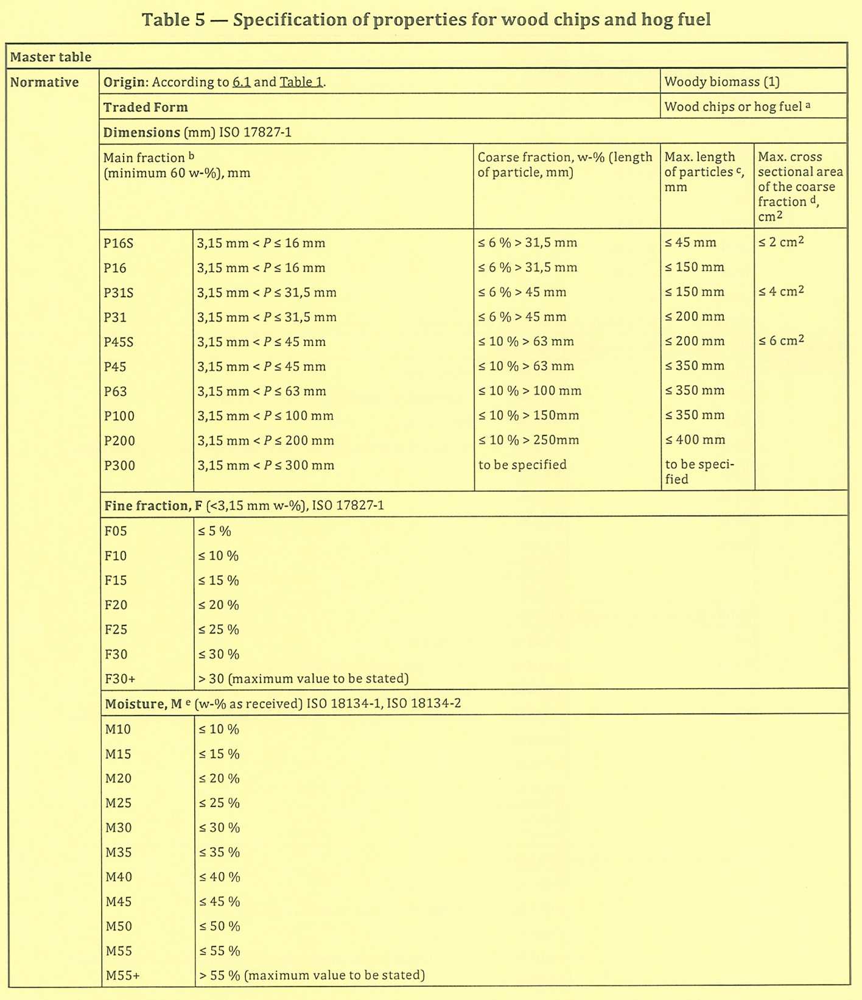 Table 5 — Specification of properties for wood chips and hog fuel
Master table
Normative
Origin: According to 6.1 and Table 1.
Woody biomass (1)
Traded Form
Wood chips or hog fuel a
Dimensions (mm) ISO 17827-1
Main fraction b
(minimum 60 w-%), mm
Coarse fraction, w-% (length
of particle, mm)
Max. length
of particles c,
mm
Max. cross
sectional area
of the coarse
fraction d,
cm2
P16S 3,15 mm < P ≤ 16 mm ≤ 6 % > 31,5 mm ≤ 45 mm ≤ 2 cm2
P16 3,15 mm < P ≤ 16 mm ≤ 6 % > 31,5 mm ≤ 150 mm
P31S 3,15 mm < P ≤ 31,5 mm ≤ 6 % > 45 mm ≤ 150 mm ≤ 4 cm2
P31 3,15 mm < P ≤ 31,5 mm ≤ 6 % > 45 mm ≤ 200 mm
P45S 3,15 mm < P ≤ 45 mm ≤ 10 % > 63 mm ≤ 200 mm ≤ 6 cm2
P45 3,15 mm < P ≤ 45 mm ≤ 10 % > 63 mm ≤ 350 mm
P63 3,15 mm < P ≤ 63 mm ≤ 10 % > 100 mm ≤ 350 mm
P100 3,15 mm < P ≤ 100 mm ≤ 10 % > 150mm ≤ 350 mm
P200 3,15 mm < P ≤ 200 mm ≤ 10 % > 250mm ≤ 400 mm
P300 3,15 mm < P ≤ 300 mm to be specified to be speci-
fied
Fine fraction, F (<3,15 mm w-%), ISO 17827-1
F05 ≤ 5 %
F10 ≤ 10 %
F15 ≤ 15 %
F20 ≤ 20 %
F25 ≤ 25 %
F30 ≤ 30 %
F30+ > 30 (maximum value to be stated)
Moisture, M e (w-% as received) ISO 18134-1, ISO 18134-2
M10 ≤ 10 %
M15 ≤ 15 %
M20 ≤ 20 %
M25 ≤ 25 %
M30 ≤ 30 %
M35 ≤ 35 %
M40 ≤ 40 %
M45 ≤ 45 %
M50 ≤ 50 %
M55 ≤ 55 %
M55+ > 55 % (maximum value to be stated)